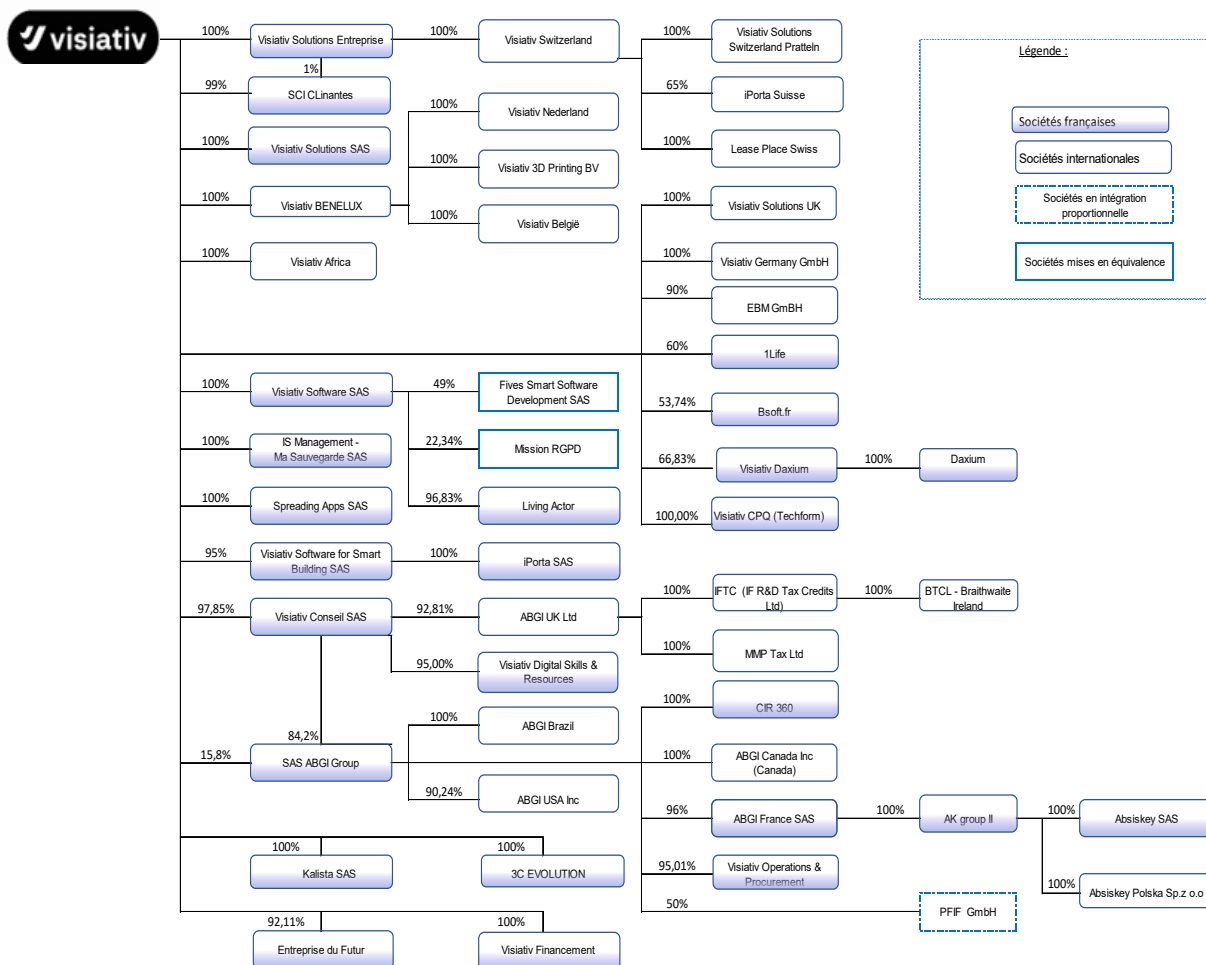 visiativ
100%
Visiativ Solutions Entreprise
100%
Visiativ Switzerland
100%
Visiativ Solutions
Switzerland Pratteln
Légende :
1%
99%
SCI CLinantes
65%
iPorta Suisse
100%
Visiativ Nederland
Sociétés françaises
100%
Visiativ Solutions SAS
100%
Lease Place Swiss
Sociétés internationales
100%
Visiativ 3D Printing BV
100%
Visiativ BENELUX
100%
Visiativ België
100%
Visiativ Solutions UK
Sociétés en intégration
proportionnelle
100%
Visiativ Africa
100%
Visiativ Germany GmbH
Sociétés mises en équivalence
90%
EBM GmBH
60%
1Life
100%
Visiativ Software SAS
49%
Fives Smart Software
Development SAS
53,74%
Bsoft.fr
100%
IS Management -
Ma Sauvegarde SAS
22,34%
Mission RGPD
66,83%
Visiativ Daxium
100%
Daxium
100%
Spreading Apps SAS
96,83%
Living Actor
100,00%
Visiativ CPQ (Techform)
95%
Visiativ Software for Smart
Building SAS
100%
iPorta SAS
97,85%
Visiativ Conseil SAS
92,81%
ABGI UK Ltd
100%
IFTC (IF R&D Tax Credits
Ltd)
100%
BTCL - Braithwaite
Ireland
100%
MMP Tax Ltd
95,00%
Visiativ Digital Skills &
Resources
100%
CIR 360
100%
ABGI Brazil
84,2%
15,8%
SAS ABGI Group
100%
ABGI Canada Inc
(Canada)
90,24%
ABGI USA Inc
96%
ABGI France SAS
100%
AK group II
100%
Absiskey SAS
100%
Kalista SAS
100%
3C EVOLUTION
95,01%
Visiativ Operations &
Procurement
100%
Absiskey Polska Sp.z o.o
50%
PFIF GmbH
92,11%
Entreprise du Futur
100%
Visiativ Financement